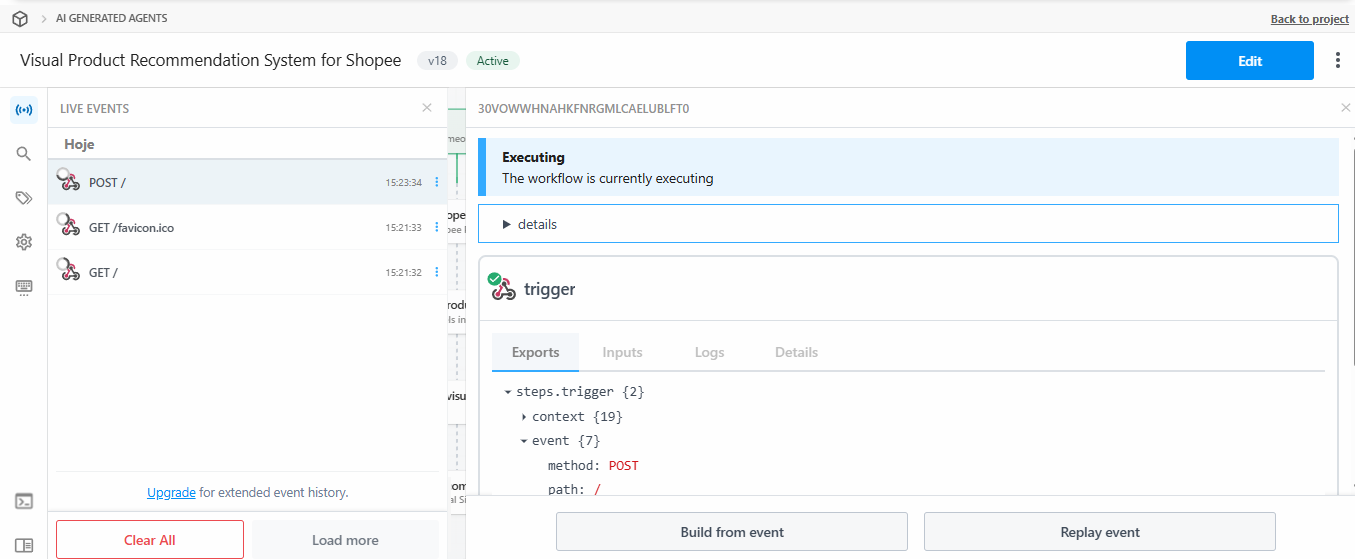 AI GENERATED AGENTS
Back to project
Visual Product Recommendation System for Shopee v18 Active
Edit
LIVE EVENTS
Hoje
POST / 15:23:34
GET /favicon.ico 15:21:33
GET / 15:21:32
Upgrade for extended event history.
Clear All
Load more
30VOWWHNAHKFNRGMLCAELUBLFT0
Executing
The workflow is currently executing
details
trigger
Exports Inputs Logs Details
steps.trigger {2}
context {19}
event {7}
method: POST
path: /
Build from event
Replay event